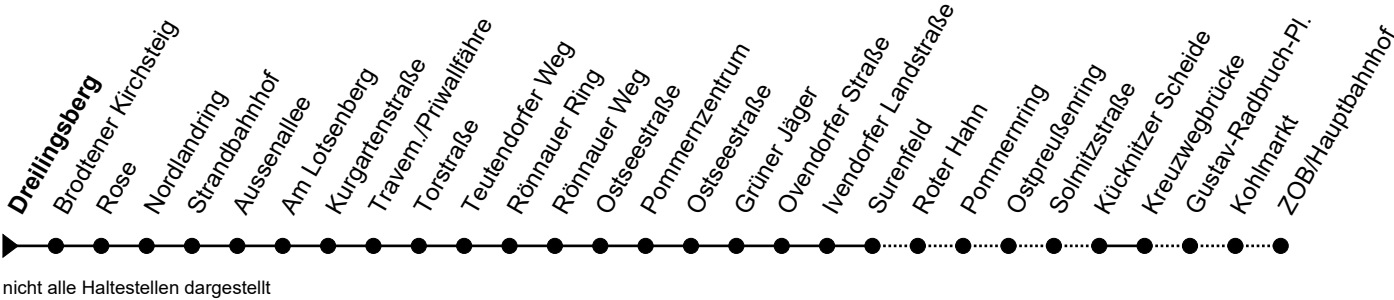 Dreilingsberg
Brodtener Kirchsteig
Rose
Nordlandring
Strandbahnhof
Aussenallee
Am Lotsenberg
Kurgartenstraße
Travem./Priwallfähre
Torstraße
Teutendorfer Weg
Rönnauer Ring
Rönnauer Weg
Ostseestraße
Pommernzentrum
Ostseestraße
Grüner Jäger
Ovendorfer Straße
Ivendorfer Landstraße
Surenfeld
Roter Hahn
Pommernring
Ostpreußenring
Solmitzstraße
Kücknitzer Scheide
Kreuzwegbrücke
Gustav-Radbruch-Pl.
Kohlmarkt
ZOB/Hauptbahnhof
nicht alle Haltestellen dargestellt